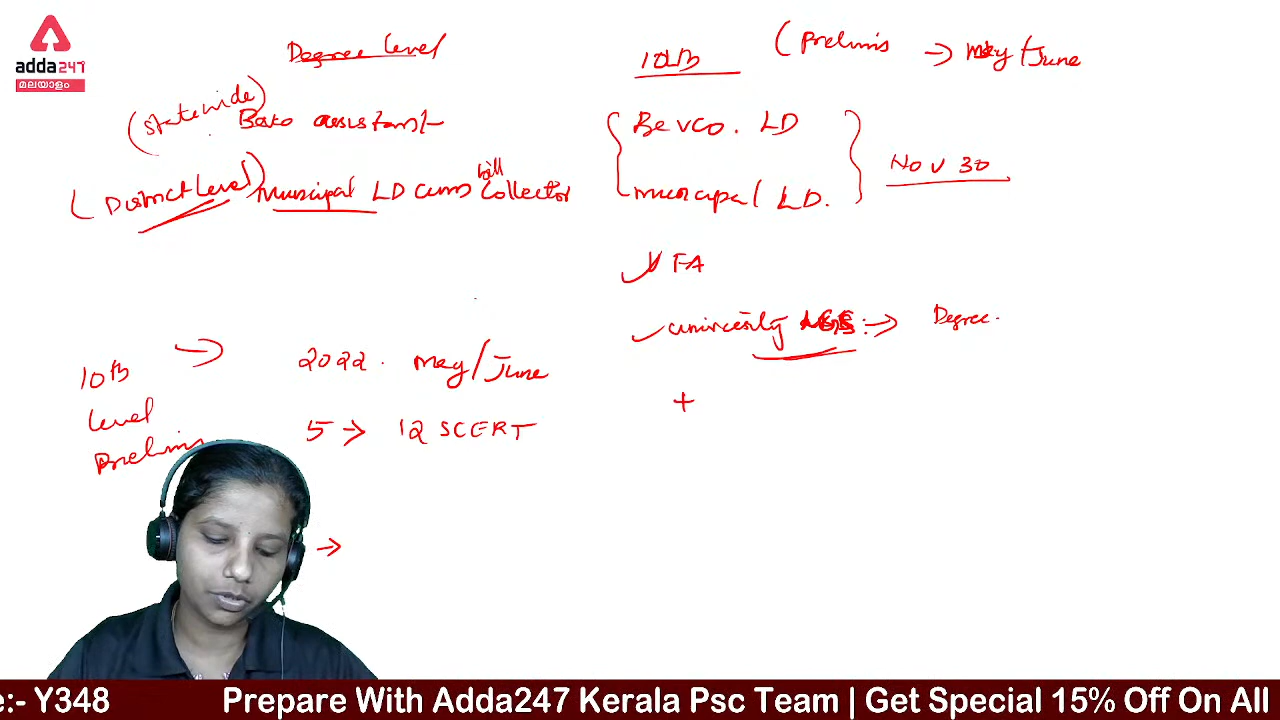 adda247
മലയാളം
Degree level
(statewide) assistant
(District Level) Municipal LD cum bill Collector
10th (Prelims → May/June
Bevco. LD
Municipal LD.
Nov 30
FA
university LGS → Degree.
+
10th level Prelims → 2022. May/June
5 → 12 SCERT
→
e:- Y348 Prepare With Adda247 Kerala Psc Team | Get Special 15% Off On All